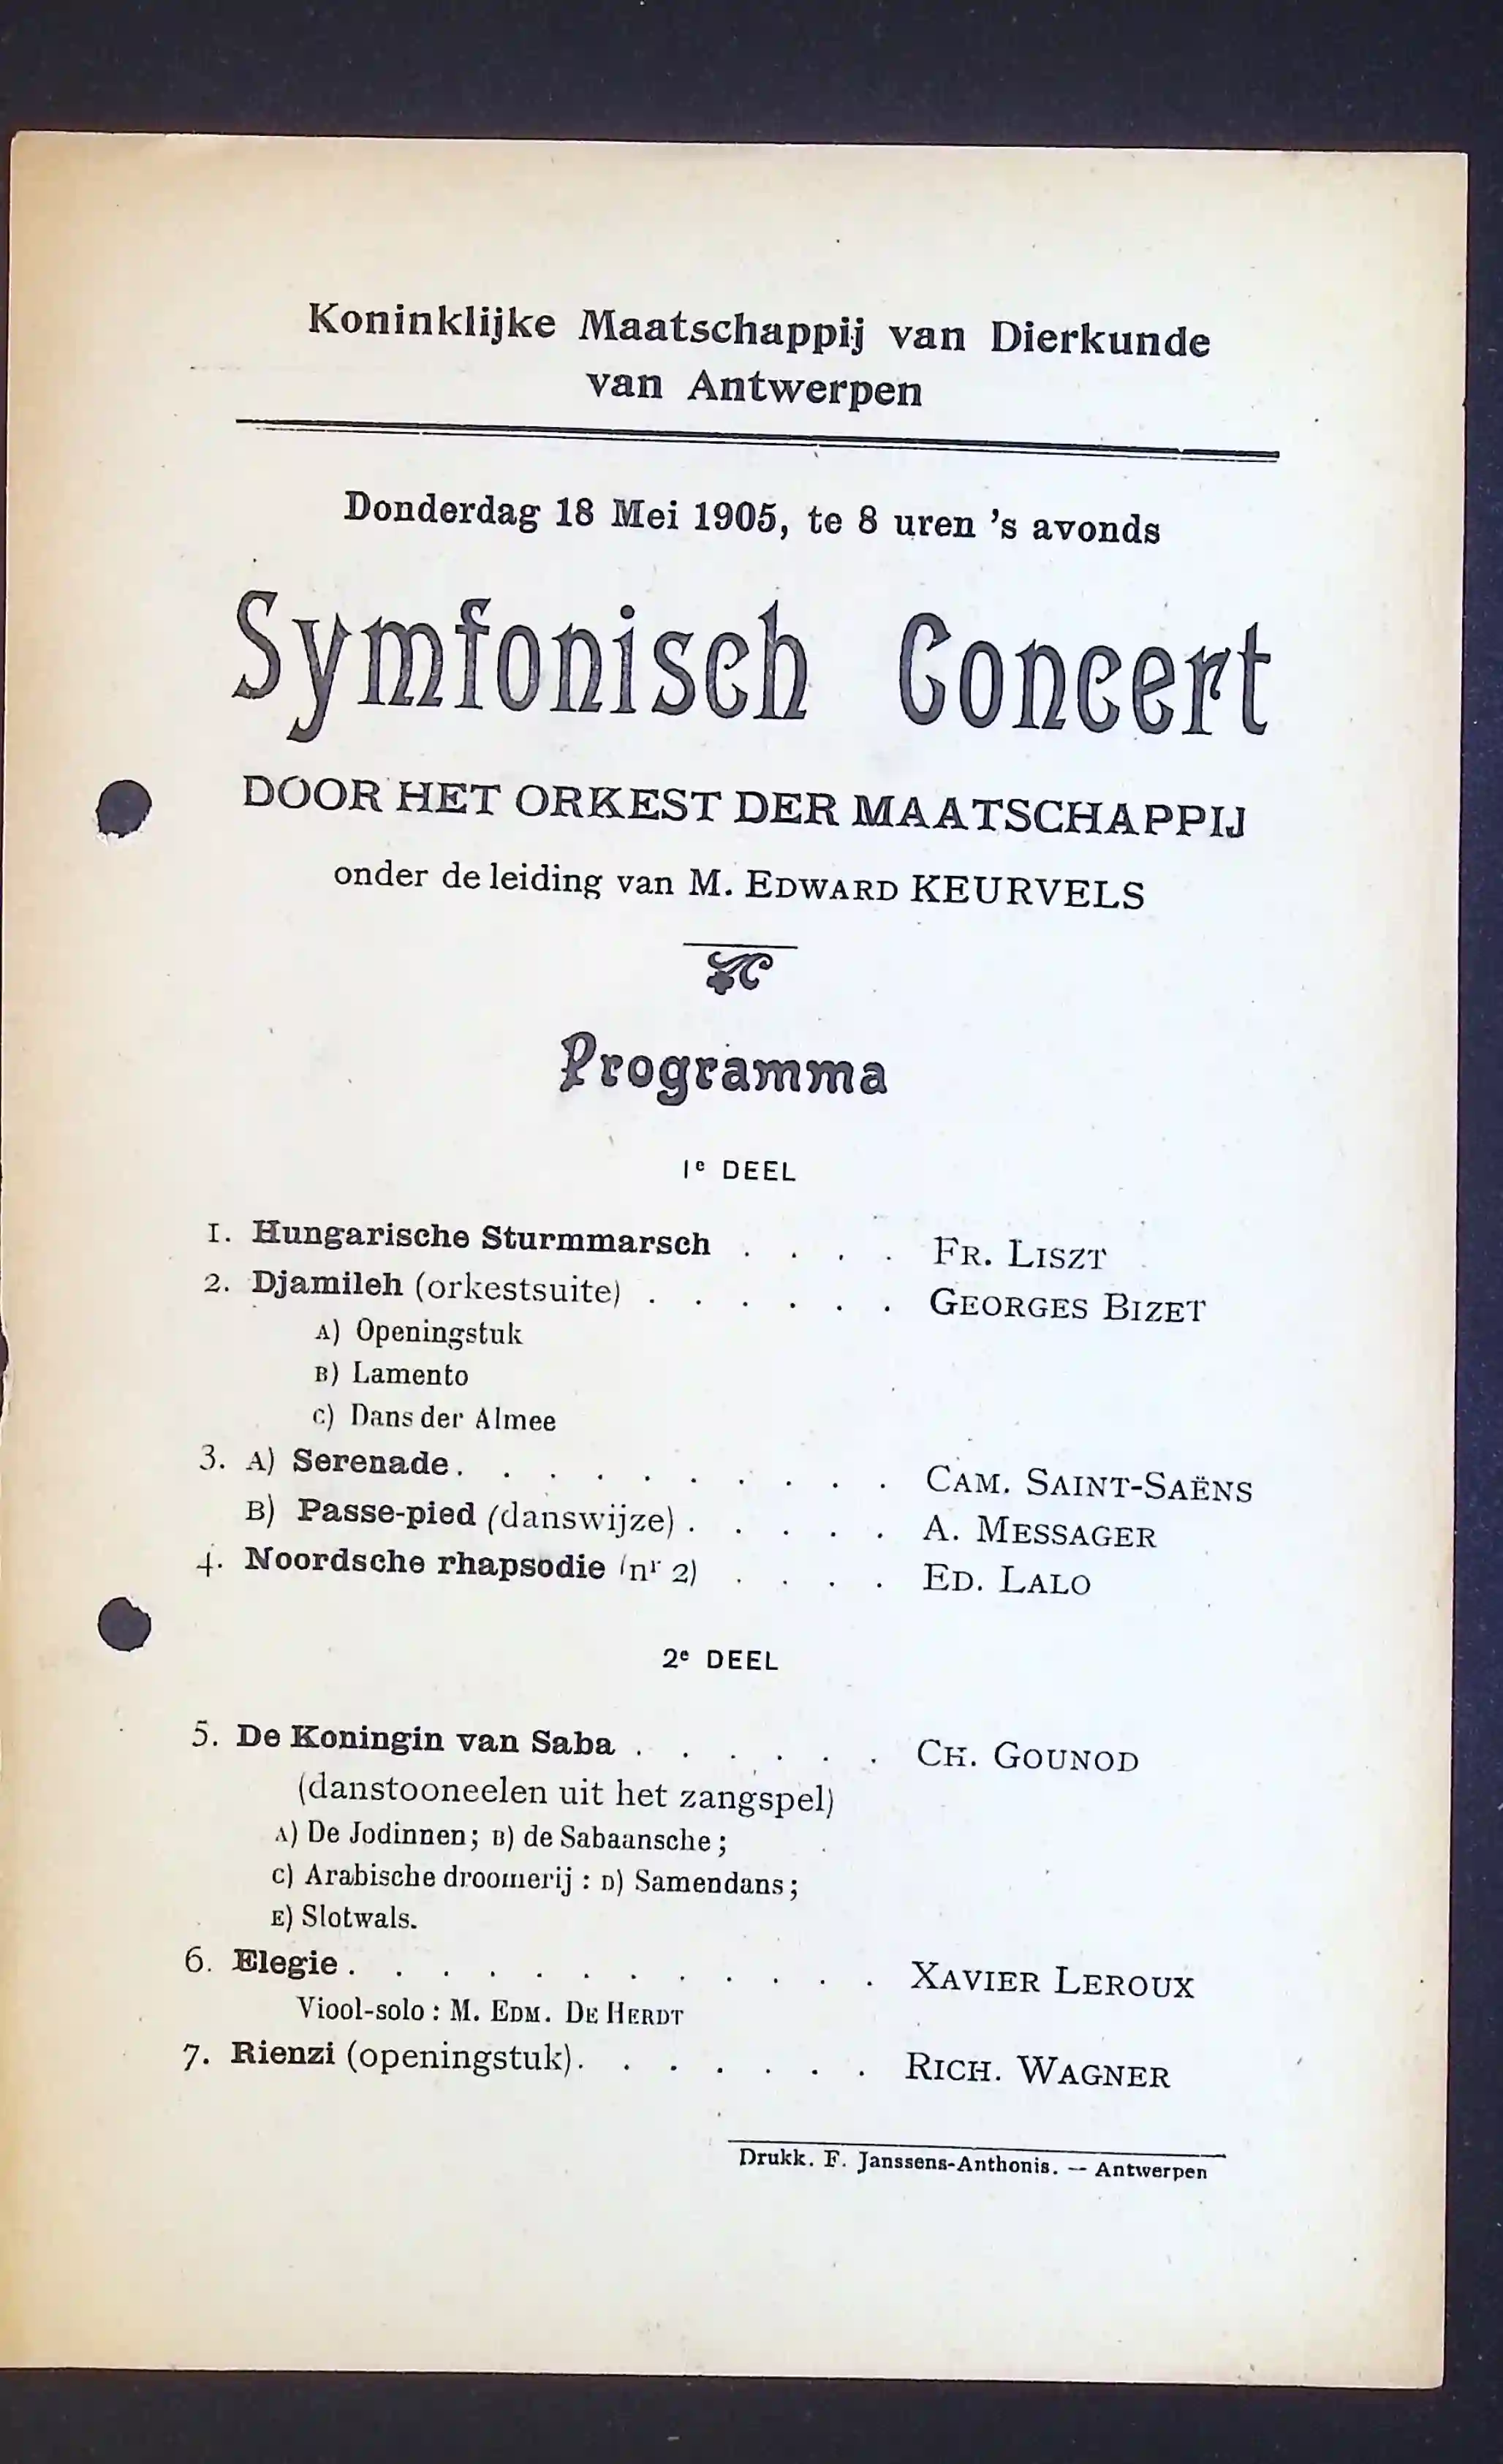 Koninklijke Maatschappij van Dierkunde
van Antwerpen
Donderdag 18 Mei 1905, te 8 uren 's avonds
Symfonisch Concert
DOOR HET ORKEST DER MAATSCHAPPIJ
onder de leiding van M. EDWARD KEURVELS
Programma
1e DEEL
1. Hungarische Sturmmarsch . . . . FR. LISZT
2. Djamileh (orkestsuite) . . . . . . GEORGES BIZET
A) Openingstuk
B) Lamento
C) Dans der Almee
3. A) Serenade . . . . . . . . . . CAM. SAINT-SAËNS
B) Passe-pied (danswijze) . . . . . A. MESSAGER
4. Noordsche rhapsodie (nr 2) . . . . ED. LALO
2e DEEL
5. De Koningin van Saba . . . . . . CH. GOUNOD
(danstooneelen uit het zangspel)
A) De Jodinnen; B) de Sabaansche;
C) Arabische droomerij : D) Samendans;
E) Slotwals.
6. Elegie . . . . . . . . . . . . XAVIER LEROUX
Viool-solo : M. EDM. DE HERDT
7. Rienzi (openingstuk) . . . . . . . RICH. WAGNER
Drukk. F. Janssens-Anthonis. — Antwerpen